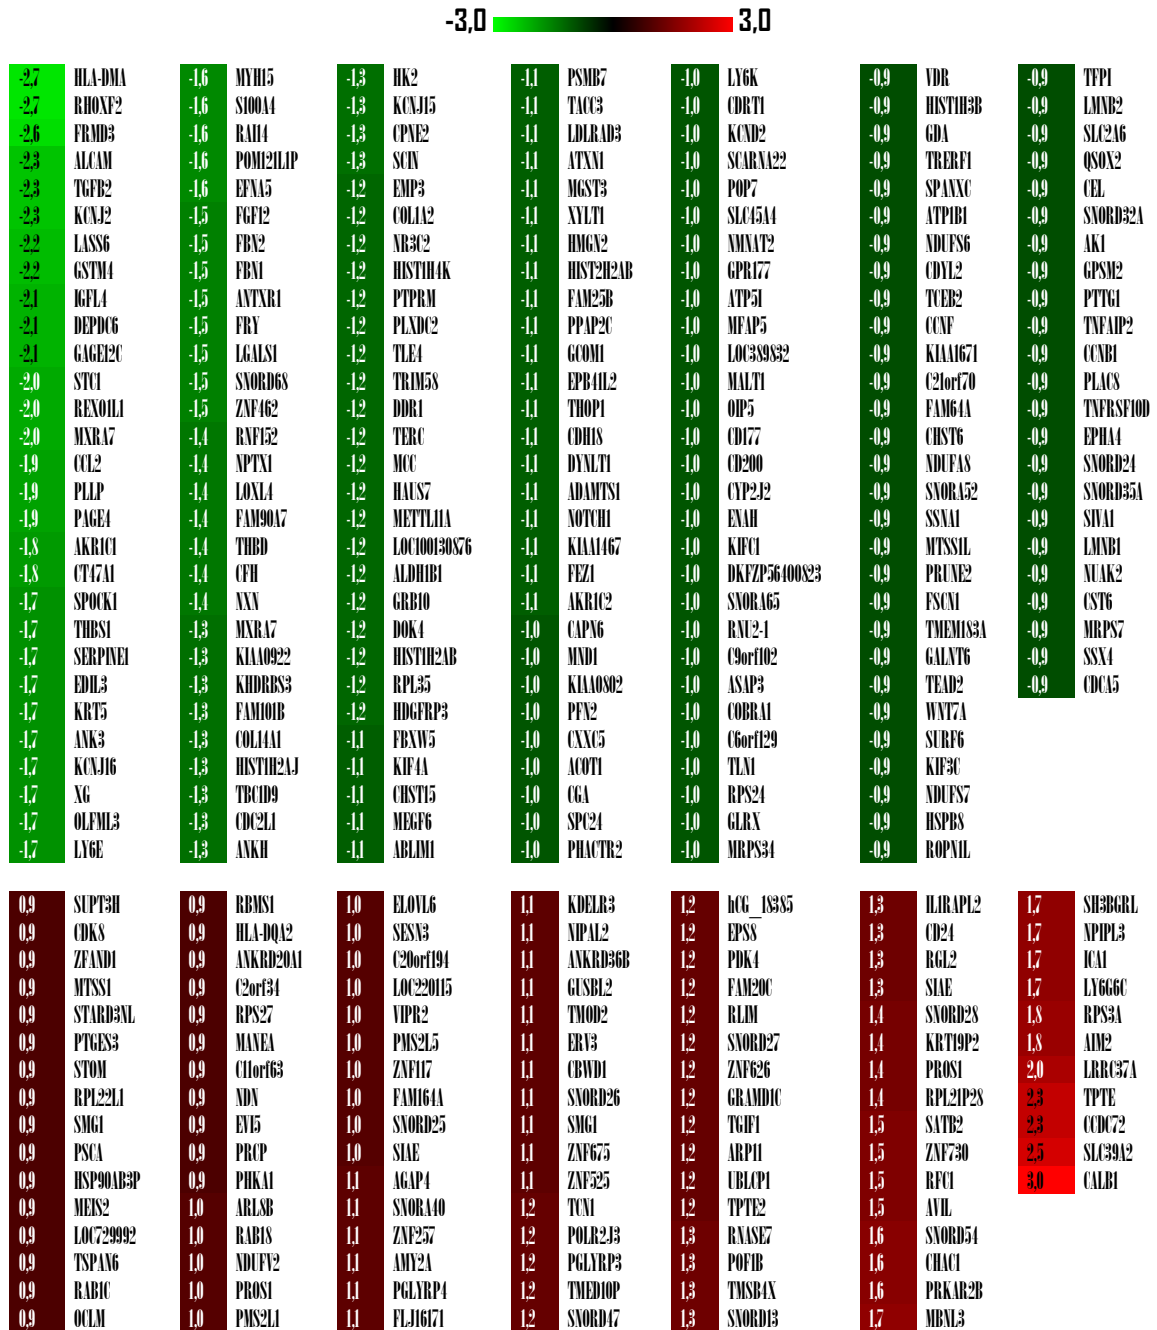 -3,0 3,0
-2,7 HLA-DMA -1,6 MYH15 -1,3 HK2 -1,1 PSMB7 -1,0 LY6K -0,9 VDR -0,9 TFPI
-2,7 RHOXF2 -1,6 S100A4 -1,3 KCNJ15 -1,1 TACC3 -1,0 CDRT1 -0,9 HIST1H3B -0,9 LMNB2
-2,6 FRMD3 -1,6 RAI14 -1,3 CPNE2 -1,1 LDLRAD3 -1,0 KCND2 -0,9 GDA -0,9 SLC2A6
-2,3 ALCAM -1,6 POM121L1P -1,3 SCIN -1,1 ATXN1 -1,0 SCARNA22 -0,9 TRERF1 -0,9 QSOX2
-2,3 TGFB2 -1,6 EFNA5 -1,2 EMP3 -1,1 MGST3 -1,0 POP7 -0,9 SPANXC -0,9 CEL
-2,3 KCNJ2 -1,5 FGF12 -1,2 COL1A2 -1,1 XYLT1 -1,0 SLC45A4 -0,9 ATP1B1 -0,9 SNORD32A
-2,2 LASS6 -1,5 FBN2 -1,2 NR3C2 -1,1 HMGN2 -1,0 NMNAT2 -0,9 NDUFS6 -0,9 AK1
-2,2 GSTM4 -1,5 FBN1 -1,2 HIST1H4K -1,1 HIST2H2AB -1,0 GPR177 -0,9 CDYL2 -0,9 GPSM2
-2,1 IGFL4 -1,5 ANTXR1 -1,2 PTPRM -1,1 FAM25B -1,0 ATP5I -0,9 TCEB2 -0,9 PTTG1
-2,1 DEPDC6 -1,5 FRY -1,2 PLXDC2 -1,1 PPAP2C -1,0 MFAP5 -0,9 CCNF -0,9 TNFAIP2
-2,1 GAGE12C -1,5 LGALS1 -1,2 TLE4 -1,1 GCOM1 -1,0 LOC389832 -0,9 KIAA1671 -0,9 CCNB1
-2,0 STC1 -1,5 SNORD68 -1,2 TRIM58 -1,1 EPB41L2 -1,0 MALT1 -0,9 C21orf70 -0,9 PLAC8
-2,0 REXO1L1 -1,5 ZNF462 -1,2 DDR1 -1,1 THOP1 -1,0 OIP5 -0,9 FAM64A -0,9 TNFRSF10D
-2,0 MXRA7 -1,4 RNF152 -1,2 TERC -1,1 CDH18 -1,0 CD177 -0,9 CHST6 -0,9 EPHA4
-1,9 CCL2 -1,4 NPTX1 -1,2 MCC -1,1 DYNLT1 -1,0 CD200 -0,9 NDUFA8 -0,9 SNORD24
-1,9 PLLP -1,4 LOXL4 -1,2 HAUS7 -1,1 ADAMTS1 -1,0 CYP2J2 -0,9 SNORA52 -0,9 SNORD35A
-1,9 PAGE4 -1,4 FAM90A7 -1,2 METTL11A -1,1 NOTCH1 -1,0 ENAH -0,9 SSNA1 -0,9 SIVA1
-1,8 AKR1C1 -1,4 THBD -1,2 LOC100130876 -1,1 KIAA1467 -1,0 KIFC1 -0,9 MTSS1L -0,9 LMNB1
-1,8 CT47A1 -1,4 CFH -1,2 ALDH1B1 -1,1 FEZ1 -1,0 DKFZP564O0823 -0,9 PRUNE2 -0,9 NUAK2
-1,7 SPOCK1 -1,4 NXN -1,2 GRB10 -1,1 AKR1C2 -1,0 SNORA65 -0,9 FSCN1 -0,9 CST6
-1,7 THBS1 -1,3 MXRA7 -1,2 DOK4 -1,0 CAPN6 -1,0 RNU2-1 -0,9 TMEM183A -0,9 MRPS7
-1,7 SERPINE1 -1,3 KIAA0922 -1,2 HIST1H2AB -1,0 MND1 -1,0 C9orf102 -0,9 GALNT6 -0,9 SSX4
-1,7 EDIL3 -1,3 KHDRBS3 -1,2 RPL35 -1,0 KIAA0802 -1,0 ASAP3 -0,9 TEAD2 -0,9 CDCA5
-1,7 KRT5 -1,3 FAM101B -1,2 HDGFRP3 -1,0 PFN2 -1,0 COBRA1 -0,9 WNT7A
-1,7 ANK3 -1,3 COL14A1 -1,1 FBXW5 -1,0 CXXC5 -1,0 C6orf129 -0,9 SURF6
-1,7 KCNJ16 -1,3 HIST1H2AJ -1,1 KIF4A -1,0 ACOT1 -1,0 TLN1 -0,9 KIF3C
-1,7 XG -1,3 TBC1D9 -1,1 CHST15 -1,0 CGA -1,0 RPS24 -0,9 NDUFS7
-1,7 OLFML3 -1,3 CDC2L1 -1,1 MEGF6 -1,0 SPC24 -1,0 GLRX -0,9 HSPB8
-1,7 LY6E -1,3 ANKH -1,1 ABLIM1 -1,0 PHACTR2 -1,0 MRPS34 -0,9 ROPN1L
0,9 SUPT3H 0,9 RBMS1 1,0 ELOVL6 1,1 KDELR3 1,2 hCG_18385 1,3 IL1RAPL2 1,7 SH3BGRL
0,9 CDK8 0,9 HLA-DQA2 1,0 SESN3 1,1 NIPAL2 1,2 EPS8 1,3 CD24 1,7 NPIPL3
0,9 ZFAND1 0,9 ANKRD20A1 1,0 C20orf194 1,1 ANKRD36B 1,2 PDK4 1,3 RGL2 1,7 ICA1
0,9 MTSS1 0,9 C2orf34 1,0 LOC220115 1,1 GUSBL2 1,2 FAM20C 1,3 SIAE 1,7 LY6G6C
0,9 STARD3NL 0,9 RPS27 1,0 VIPR2 1,1 TMOD2 1,2 RLIM 1,4 SNORD28 1,8 RPS3A
0,9 PTGES3 0,9 MANEA 1,0 PMS2L5 1,1 ERV3 1,2 SNORD27 1,4 KRT19P2 1,8 AIM2
0,9 STOM 0,9 C11orf63 1,0 ZNF117 1,1 CBWD1 1,2 ZNF626 1,4 PROS1 2,0 LRRC37A
0,9 RPL22L1 0,9 NDN 1,0 FAM164A 1,1 SNORD26 1,2 GRAMD1C 1,4 RPL21P28 2,3 TPTE
0,9 SMG1 0,9 EVI5 1,0 SNORD25 1,1 SMG1 1,2 TGIF1 1,5 SATB2 2,3 CCDC72
0,9 PSCA 0,9 PRCP 1,0 SIAE 1,1 ZNF675 1,2 ARP11 1,5 ZNF730 2,5 SLC39A2
0,9 HSP90AB3P 0,9 PHKA1 1,1 AGAP4 1,1 ZNF525 1,2 UBLCP1 1,5 RFC1 3,0 CALB1
0,9 MEIS2 1,0 ARL8B 1,1 SNORA40 1,2 TCN1 1,2 TPTE2 1,5 AVIL
0,9 LOC729992 1,0 RAB18 1,1 ZNF257 1,2 POLR2J3 1,3 RNASE7 1,6 SNORD54
0,9 TSPAN6 1,0 NDUFV2 1,1 AMY2A 1,2 PGLYRP3 1,3 POF1B 1,6 CHAC1
0,9 RAB1C 1,0 PROS1 1,1 PGLYRP4 1,2 TMED10P 1,3 TMSB4X 1,6 PRKAR2B
0,9 OCLM 1,0 PMS2L1 1,1 FLJ16171 1,2 SNORD47 1,3 SNORD13 1,7 MBNL3